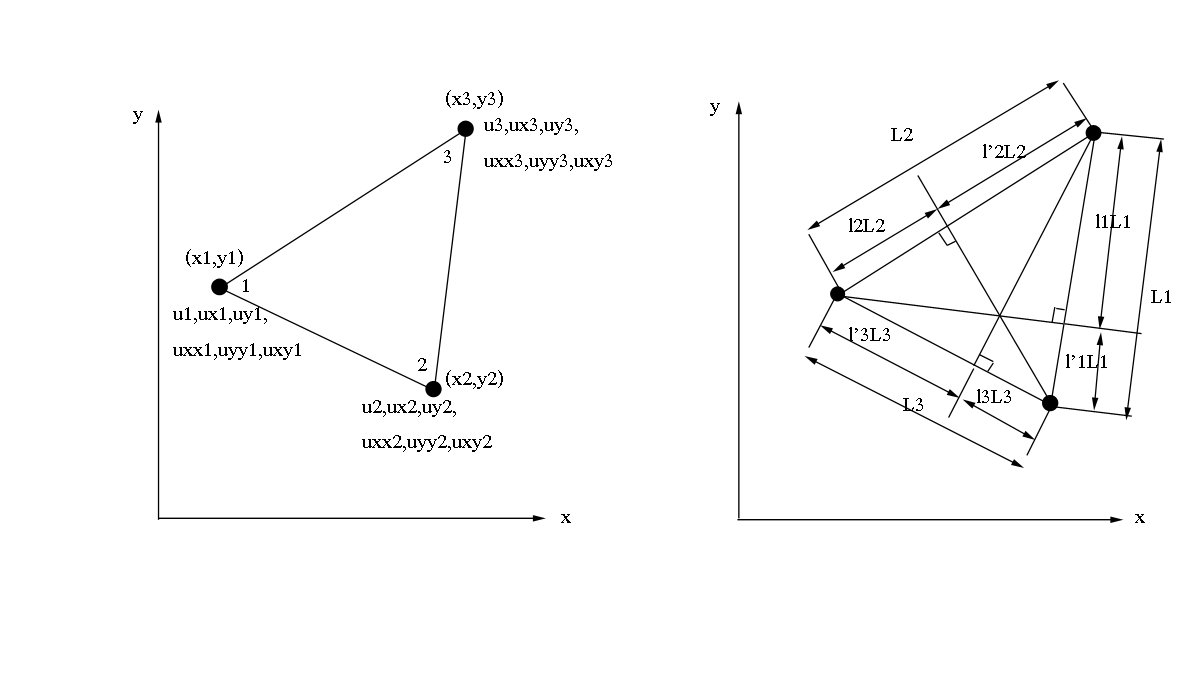 (x3,y3)
y
u3,ux3,uy3,
3
uxx3,uyy3,uxy3
(x1,y1)
1
u1,ux1,uy1,
uxx1,uyy1,uxy1
2
(x2,y2)
u2,ux2,uy2,
uxx2,uyy2,uxy2
x
y
L2
l'2L2
l2L2
l1L1
L1
l'3L3
l'1L1
L3
l3L3
x